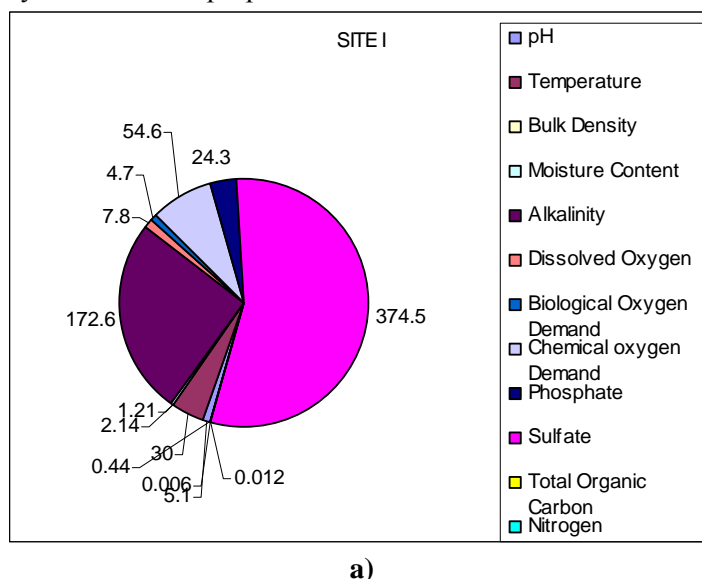 SITE I
54.6
24.3
4.7
7.8
172.6
374.5
1.21
2.14
30
0.44
0.006
5.1
0.012
pH
Temperature
Bulk Density
Moisture Content
Alkalinity
Dissolved Oxygen
Biological Oxygen
Demand
Chemical oxygen
Demand
Phosphate
Sulfate
Total Organic
Carbon
Nitrogen
a)